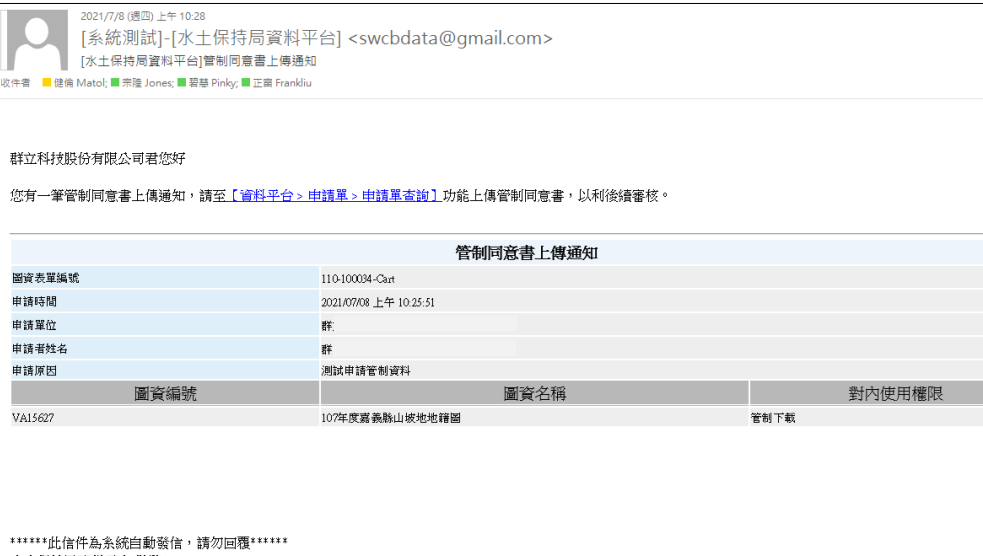 2021/7/8 (週四) 上午 10:28
[系統測試]-[水土保持局資料平台] <swcbdata@gmail.com>
[水土保持局資料平台]管制同意書上傳通知
收件者 健倫 Matol; 宗陞 Jones; 碧慧 Pinky; Frankliu
群立科技股份有限公司君您好
您有一筆管制同意書上傳通知，請至【資料平台 > 申請單 > 申請單查詢】功能上傳管制同意書，以利後續審核。
管制同意書上傳通知
圖資表單編號 110-100034-Cart
申請時間 2021/07/08 上午 10:25:51
申請單位 群
申請者姓名 群
申請原因 測試申請管制資料
圖資編號 圖資名稱 對內使用權限
VA15627 107年度嘉義縣山坡地地籍圖 管制下載
******此信件為系統自動發信，請勿回覆******